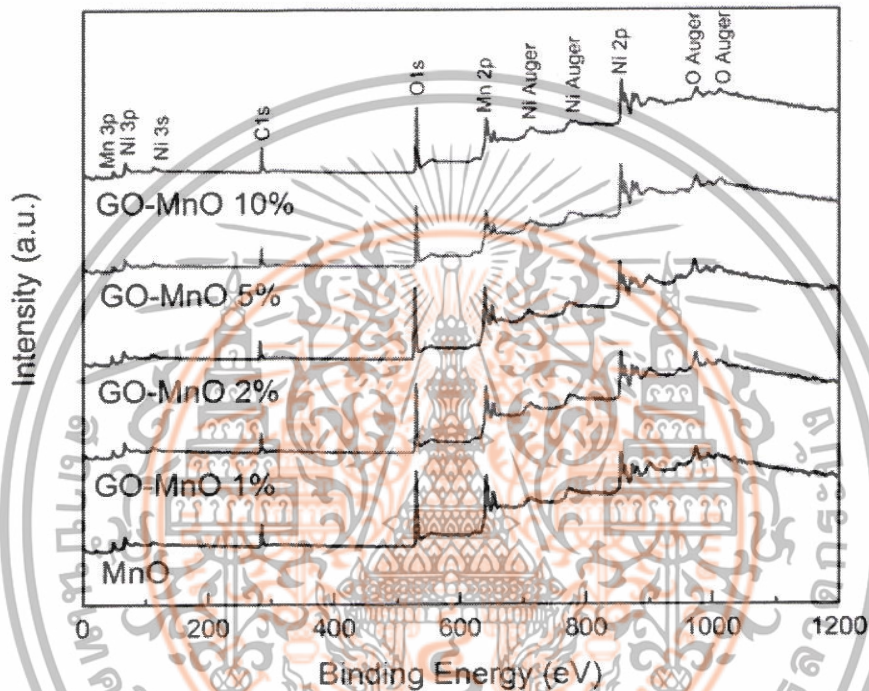 Mn 3p
Ni 3p
Ni 3s
C1s
O1s
Mn 2p
Ni Auger
Ni Auger
Ni 2p
O Auger
O Auger
GO-MnO 10%
GO-MnO 5%
GO-MnO 2%
GO-MnO 1%
MnO
Intensity (a.u.)
0 200 400 600 800 1000 1200
Binding Energy (eV)